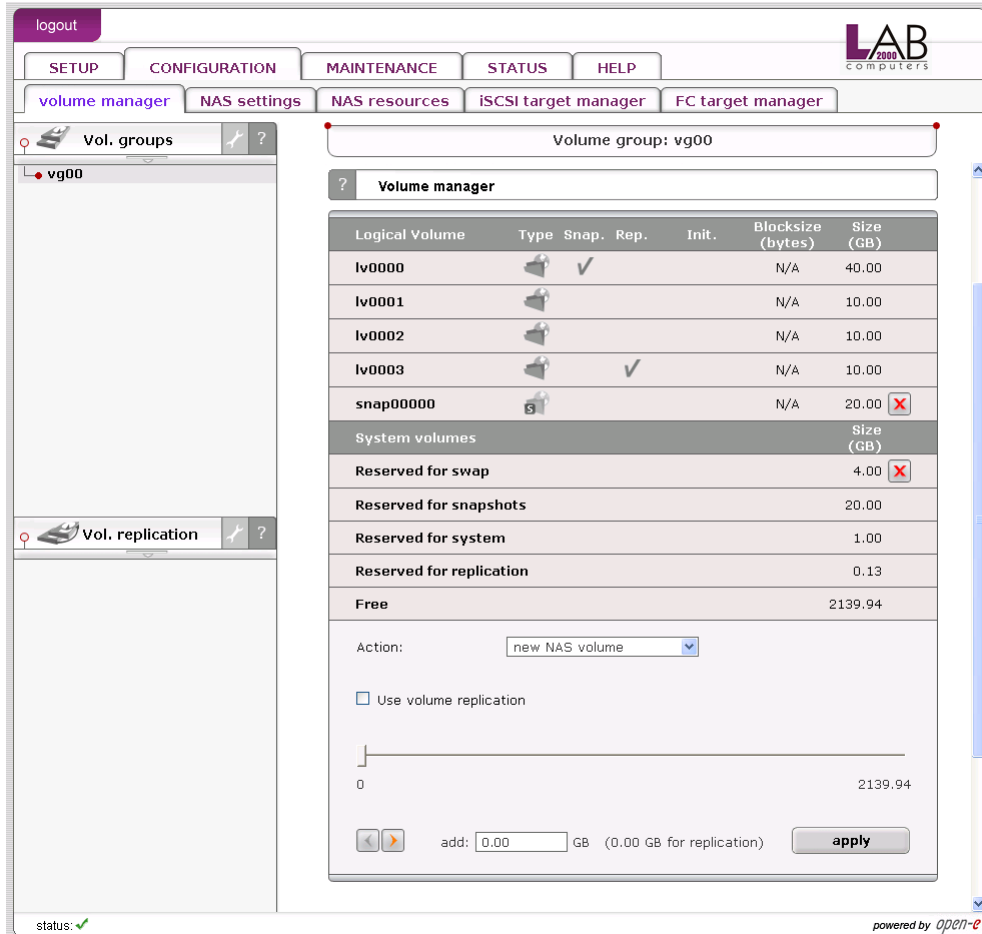 logout
LAB
2000
computers
SETUP CONFIGURATION MAINTENANCE STATUS HELP
volume manager NAS settings NAS resources iSCSI target manager FC target manager
Vol. groups ?
vg00
Vol. replication ?
Volume group: vg00
? Volume manager
Logical Volume Type Snap. Rep. Init. Blocksize (bytes) Size (GB)
lv0000 N/A 40.00
lv0001 N/A 10.00
lv0002 N/A 10.00
lv0003 N/A 10.00
snap00000 S N/A 20.00
System volumes Size (GB)
Reserved for swap 4.00
Reserved for snapshots 20.00
Reserved for system 1.00
Reserved for replication 0.13
Free 2139.94
Action: new NAS volume
Use volume replication
0 2139.94
add: 0.00 GB (0.00 GB for replication) apply
status: powered by open-e